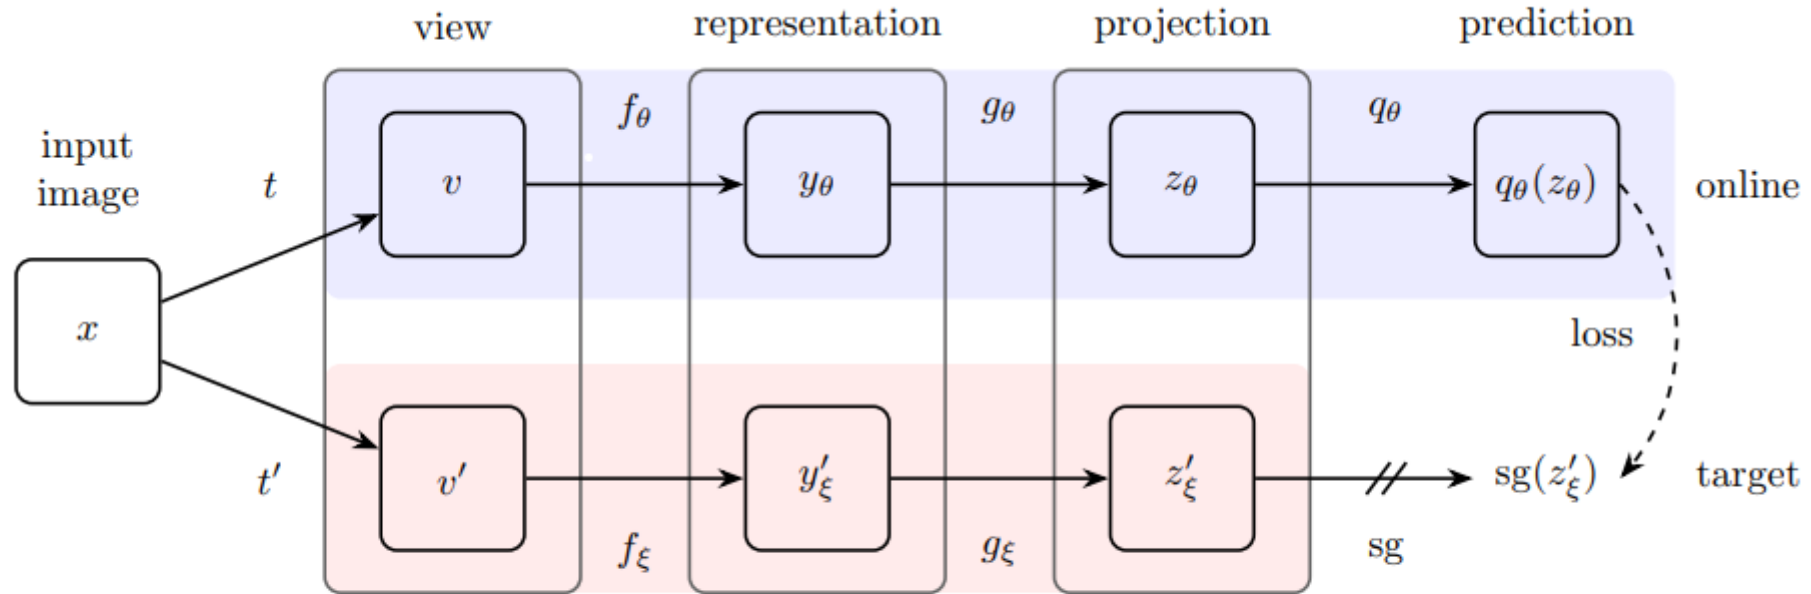 view
representation
projection
prediction
input
image
t
f_θ
g_θ
q_θ
v
y_θ
z_θ
q_θ(z_θ)
online
x
loss
t′
v′
y′_ξ
z′_ξ
sg(z′_ξ)
target
f_ξ
g_ξ
sg